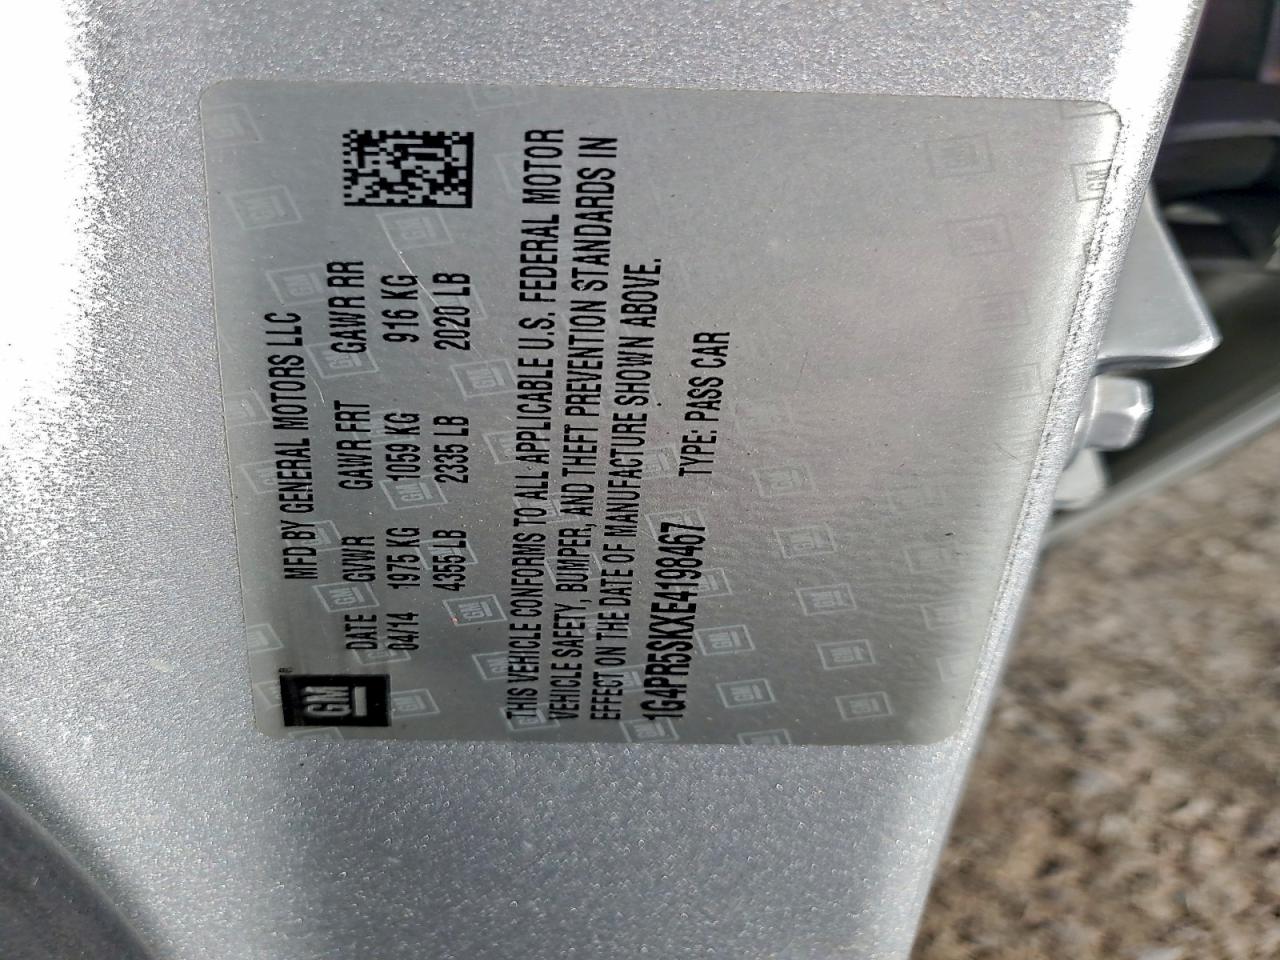 GM®
MFD BY GENERAL MOTORS LLC
DATE GVWR GAWR FRT GAWR RR
04/14 1975 KG 1059 KG 916 KG
4355 LB 2335 LB 2020 LB
THIS VEHICLE CONFORMS TO ALL APPLICABLE U.S. FEDERAL MOTOR
VEHICLE SAFETY, BUMPER, AND THEFT PREVENTION STANDARDS IN
EFFECT ON THE DATE OF MANUFACTURE SHOWN ABOVE.
1G4PR5SKXE4198467 TYPE: PASS CAR